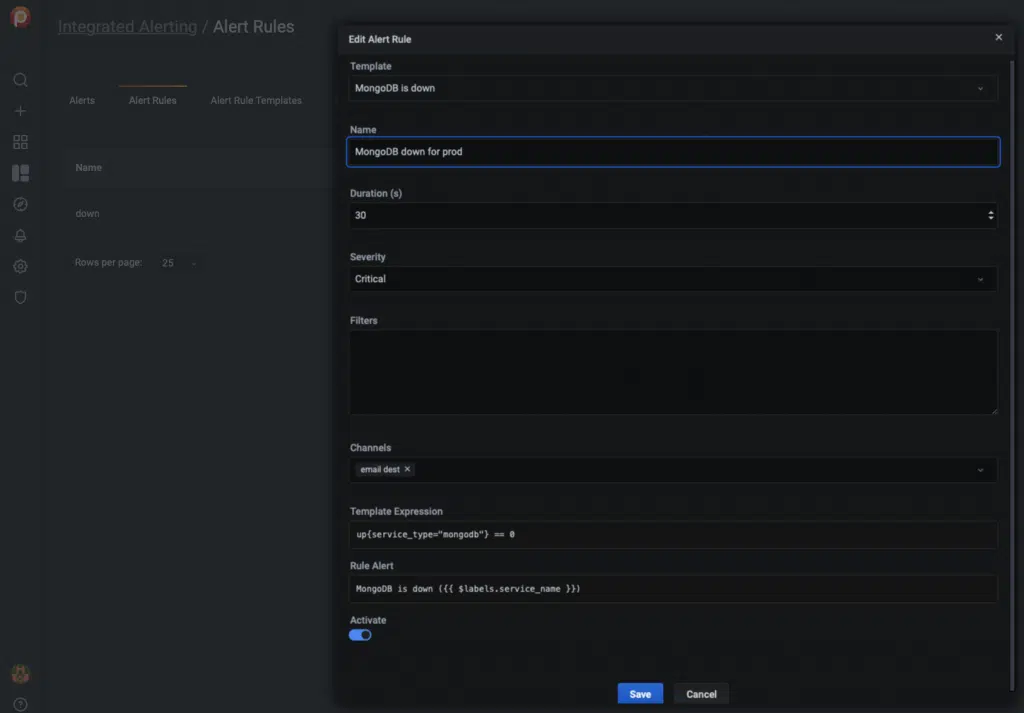 Integrated Alerting / Alert Rules
Alerts Alert Rules Alert Rule Templates
Name
down
Rows per page: 25
Edit Alert Rule
Template
MongoDB is down
Name
MongoDB down for prod
Duration (s)
30
Severity
Critical
Filters
Channels
email dest
Template Expression
up{service_type="mongodb"} == 0
Rule Alert
MongoDB is down ({{ $labels.service_name }})
Activate
Save Cancel